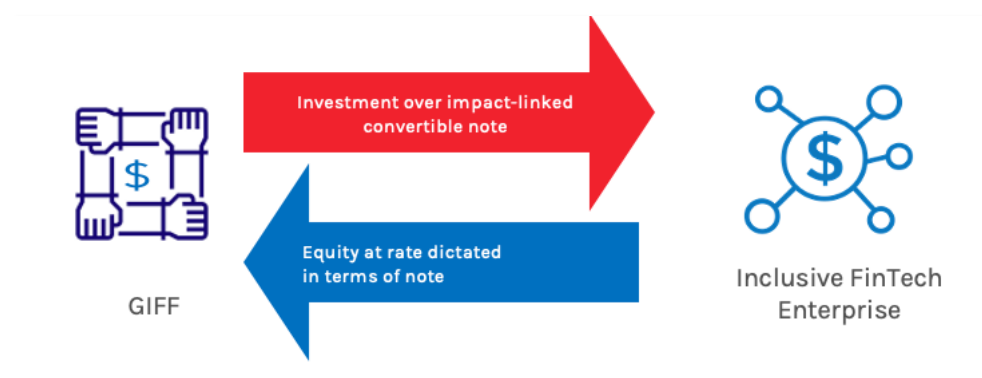 Investment over impact-linked
convertible note
$
$
Equity at rate dictated
in terms of note
GIFF
Inclusive FinTech
Enterprise